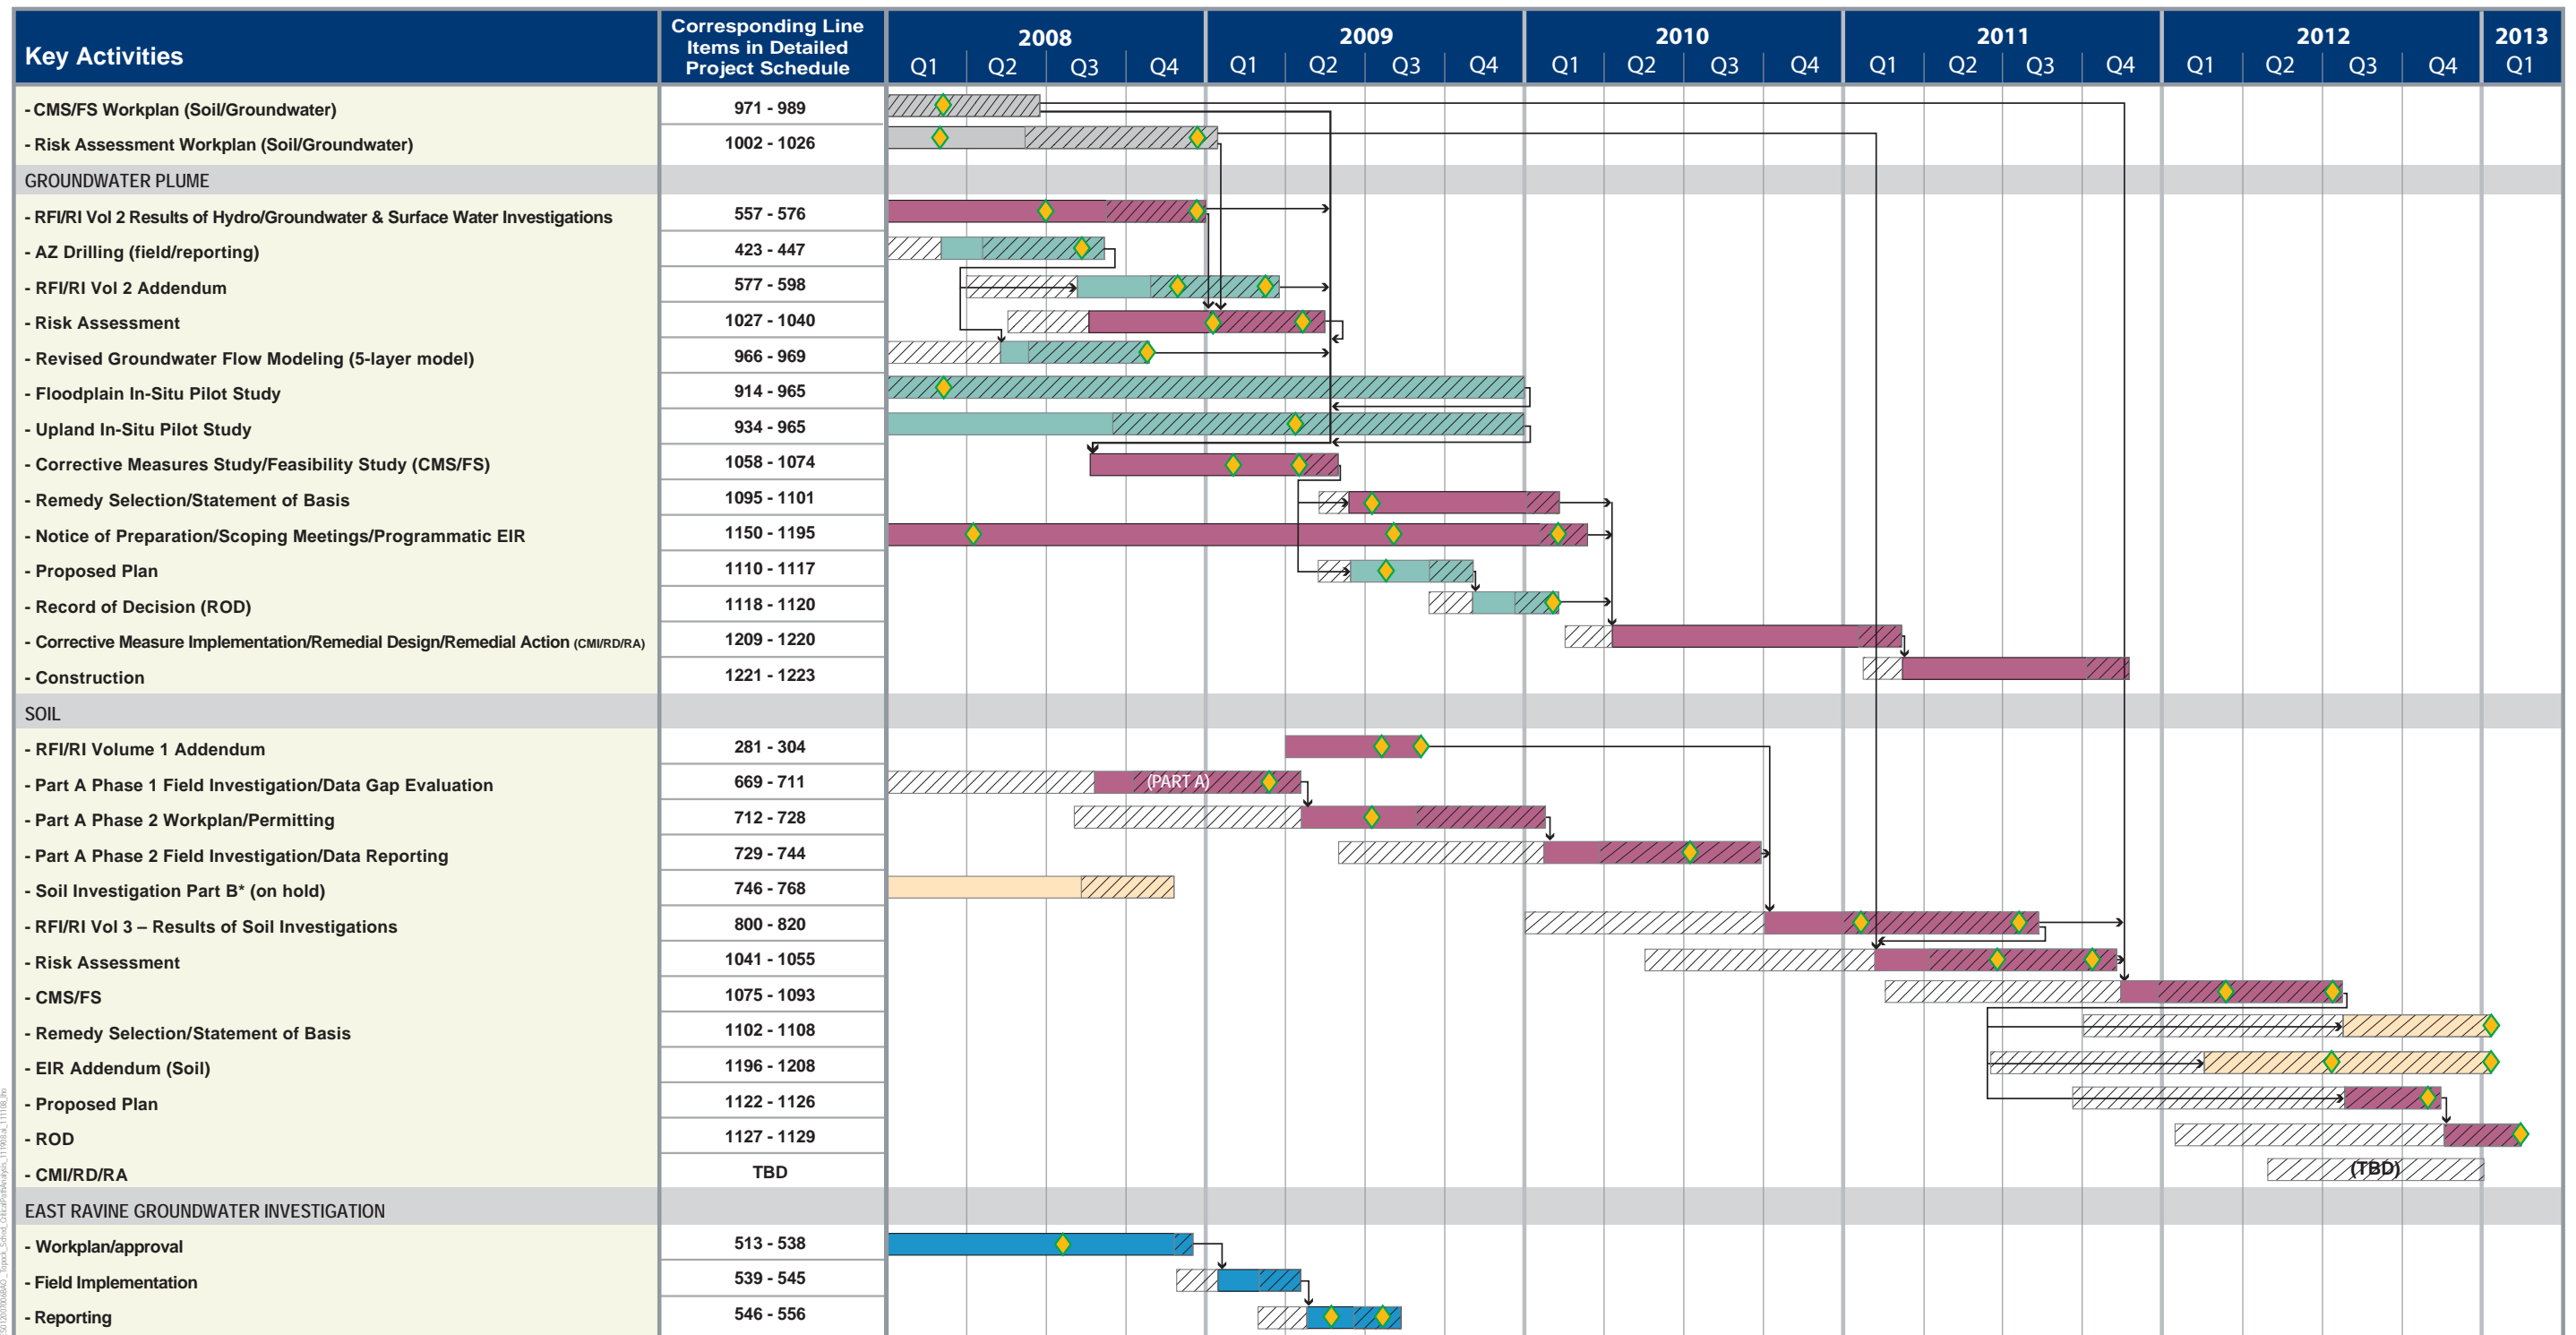 Key Activities
Corresponding Line
Items in Detailed
Project Schedule
2008 2009 2010 2011 2012 2013
Q1 Q2 Q3 Q4 Q1 Q2 Q3 Q4 Q1 Q2 Q3 Q4 Q1 Q2 Q3 Q4 Q1 Q2 Q3 Q4 Q1
- CMS/FS Workplan (Soil/Groundwater) 971 - 989
- Risk Assessment Workplan (Soil/Groundwater) 1002 - 1026
GROUNDWATER PLUME
- RFI/RI Vol 2 Results of Hydro/Groundwater & Surface Water Investigations 557 - 576
- AZ Drilling (field/reporting) 423 - 447
- RFI/RI Vol 2 Addendum 577 - 598
- Risk Assessment 1027 - 1040
- Revised Groundwater Flow Modeling (5-layer model) 966 - 969
- Floodplain In-Situ Pilot Study 914 - 965
- Upland In-Situ Pilot Study 934 - 965
- Corrective Measures Study/Feasibility Study (CMS/FS) 1058 - 1074
- Remedy Selection/Statement of Basis 1095 - 1101
- Notice of Preparation/Scoping Meetings/Programmatic EIR 1150 - 1195
- Proposed Plan 1110 - 1117
- Record of Decision (ROD) 1118 - 1120
- Corrective Measure Implementation/Remedial Design/Remedial Action (CMI/RD/RA) 1209 - 1220
- Construction 1221 - 1223
SOIL
- RFI/RI Volume 1 Addendum 281 - 304
- Part A Phase 1 Field Investigation/Data Gap Evaluation 669 - 711 (PART A)
- Part A Phase 2 Workplan/Permitting 712 - 728
- Part A Phase 2 Field Investigation/Data Reporting 729 - 744
- Soil Investigation Part B* (on hold) 746 - 768
- RFI/RI Vol 3 – Results of Soil Investigations 800 - 820
- Risk Assessment 1041 - 1055
- CMS/FS 1075 - 1093
- Remedy Selection/Statement of Basis 1102 - 1108
- EIR Addendum (Soil) 1196 - 1208
- Proposed Plan 1122 - 1126
- ROD 1127 - 1129
- CMI/RD/RA TBD (TBD)
EAST RAVINE GROUNDWATER INVESTIGATION
- Workplan/approval 513 - 538
- Field Implementation 539 - 545
- Reporting 546 - 556